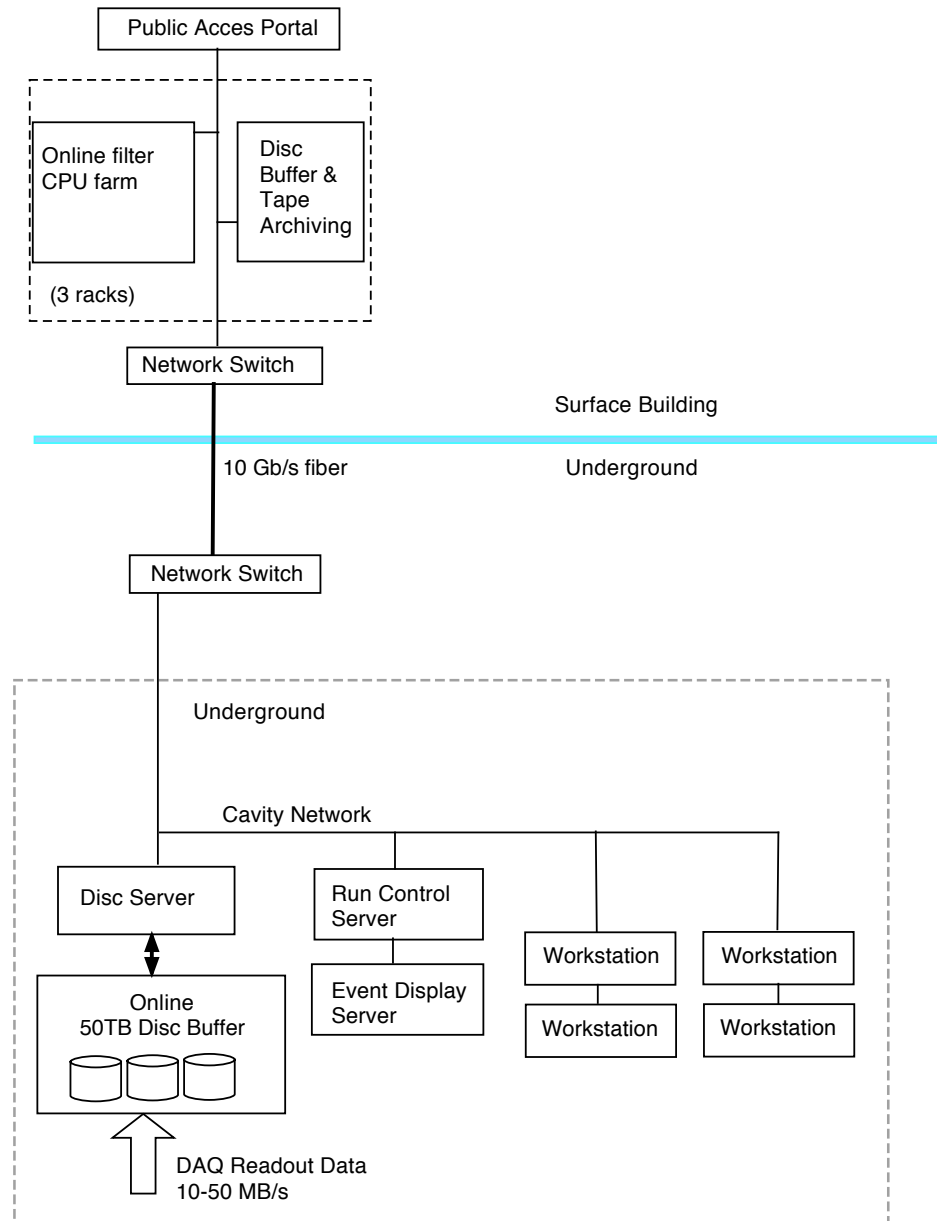 Public Acces Portal
Online filter
CPU farm
Disc
Buffer &
Tape
Archiving
(3 racks)
Network Switch
Surface Building
10 Gb/s fiber
Underground
Network Switch
Underground
Cavity Network
Disc Server
Run Control
Server
Workstation
Workstation
Event Display
Server
Online
50TB Disc Buffer
Workstation
Workstation
DAQ Readout Data
10-50 MB/s